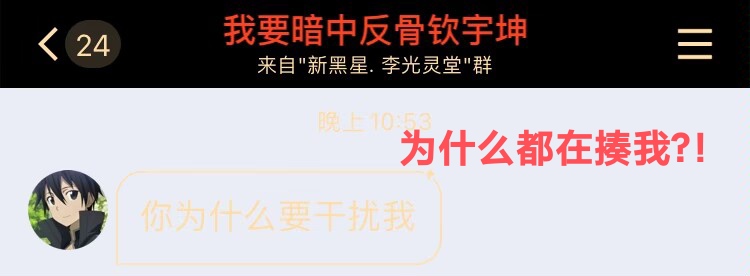 24
我要暗中反骨钦宇坤
来自"新黑星. 李光灵堂"群
晚上10:53
为什么都在揍我?!
你为什么要干扰我